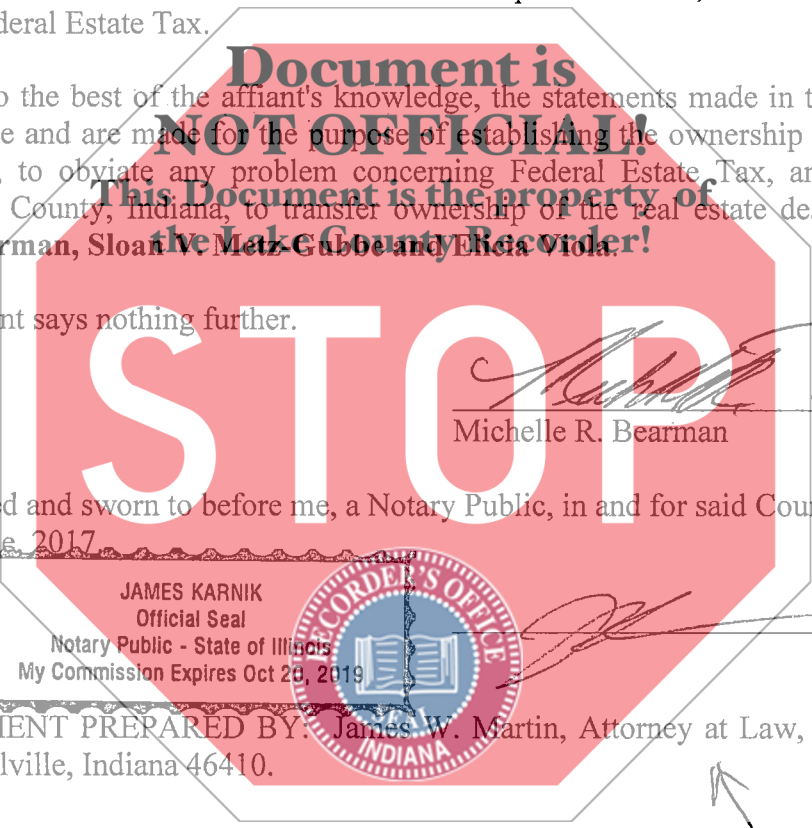 deral Estate Tax.
Document is
o the best of the affiant's knowledge, the statements made in t
NOT OFFICIAL!
e and are made for the purpose of establishing the ownership
, to obviate any problem concerning Federal Estate Tax, an
This Document is the property of
County, Indiana, to transfer ownership of the real estate de
the Lake County Recorder!
rman, Sloan V. Metz-Gubbe and Elicia Viola.
nt says nothing further.
STOP
Michelle R. Bearman
ed and sworn to before me, a Notary Public, in and for said Cou
e, 2017
JAMES KARNIK
Official Seal
Notary Public - State of Illinois
My Commission Expires Oct 20, 2019
RECORDER'S OFFICE
SEAL
INDIANA
MENT PREPARED BY: James W. Martin, Attorney at Law,
lville, Indiana 46410.